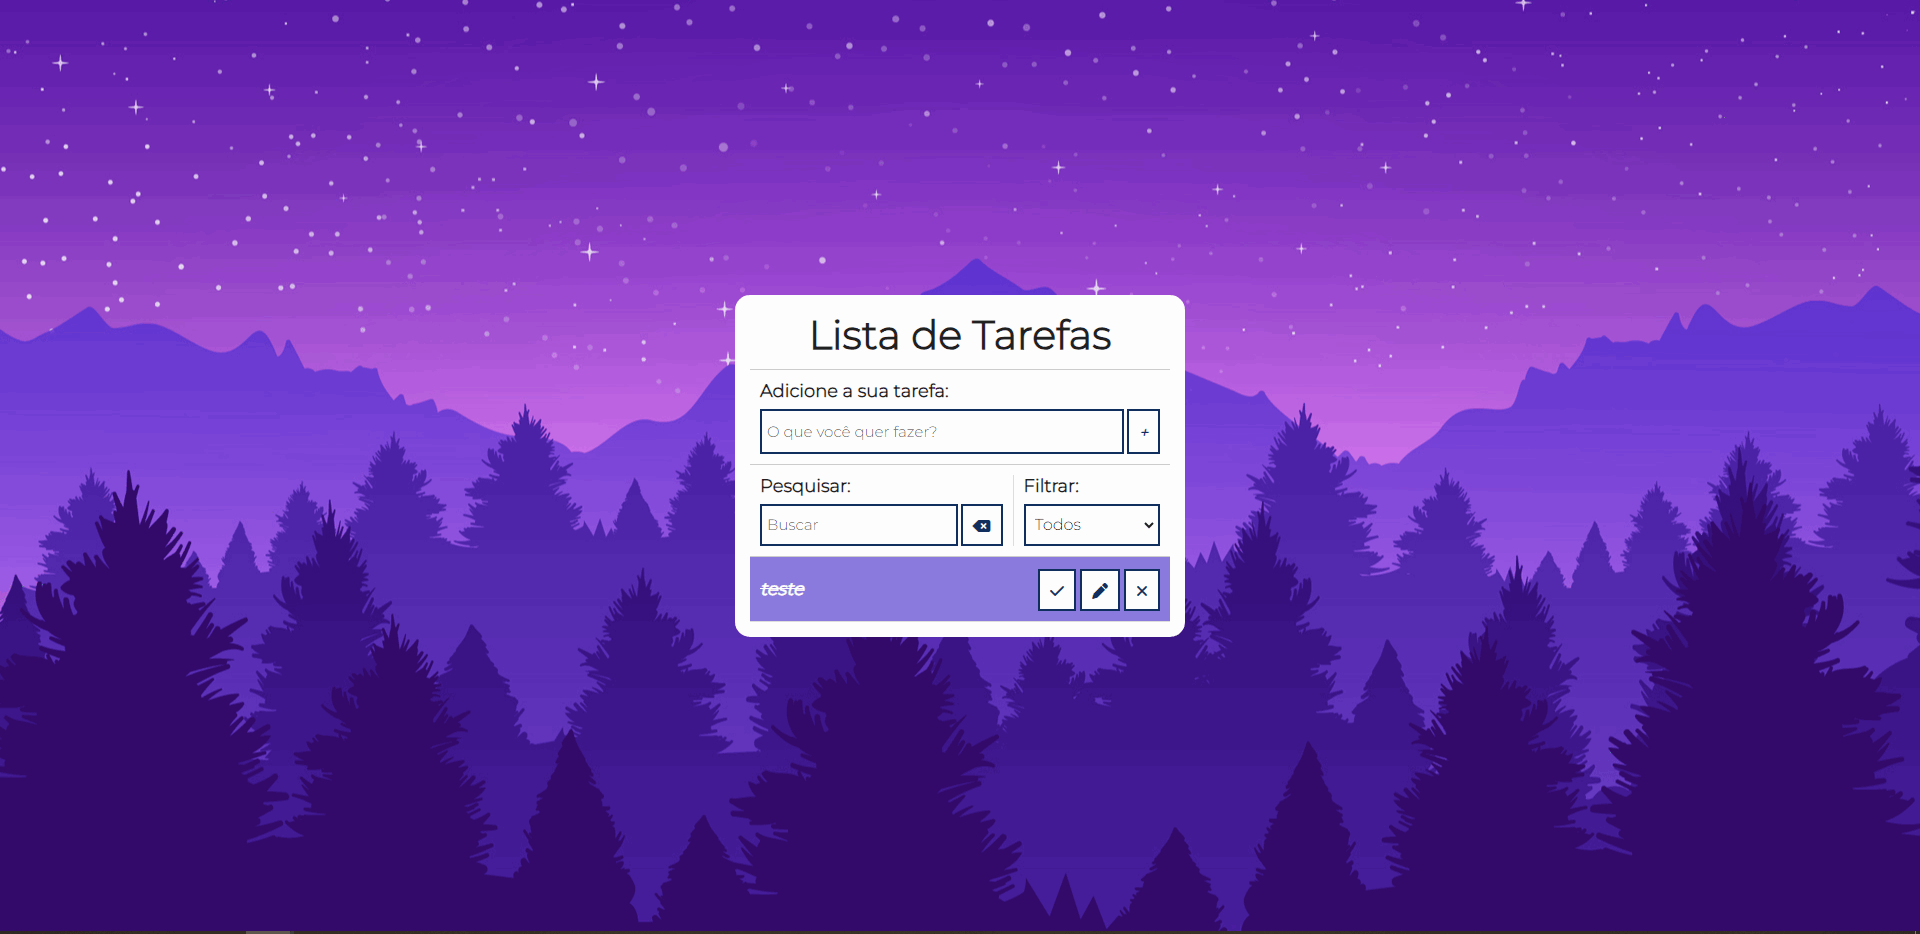 Lista de Tarefas
Adicione a sua tarefa:
O que você quer fazer?
+
Pesquisar:
Filtrar:
Buscar
Todos
teste